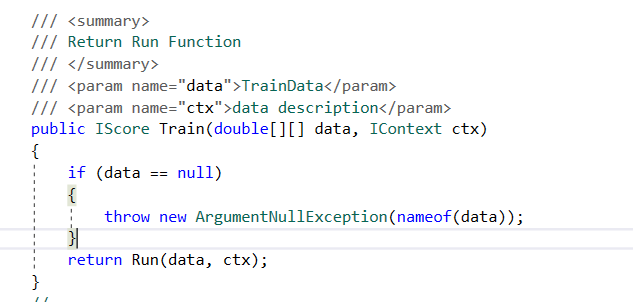 /// <summary>
/// Return Run Function
/// </summary>
/// <param name="data">TrainData</param>
/// <param name="ctx">data description</param>
public IScore Train(double[][] data, IContext ctx)
{
if (data == null)
{
throw new ArgumentNullException(nameof(data));
}
return Run(data, ctx);
}
//